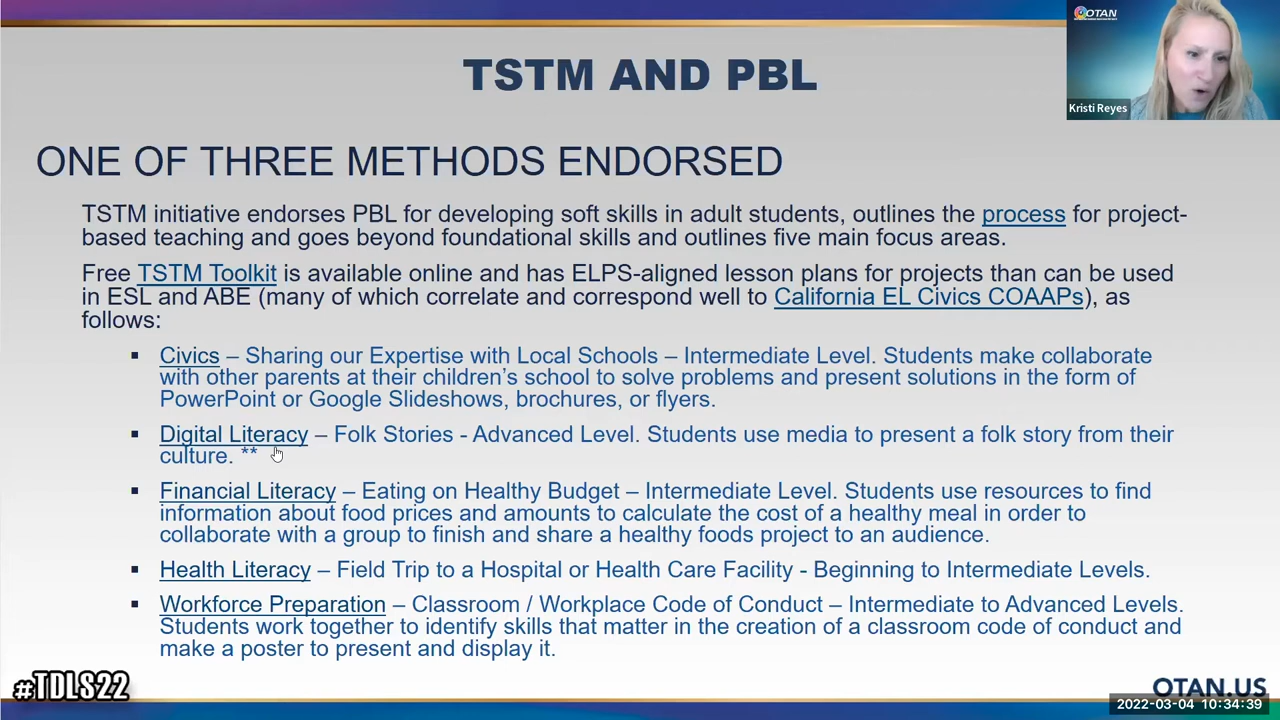 OTAN
Kristi Reyes
TSTM AND PBL
ONE OF THREE METHODS ENDORSED
TSTM initiative endorses PBL for developing soft skills in adult students, outlines the process for project-
based teaching and goes beyond foundational skills and outlines five main focus areas.
Free TSTM Toolkit is available online and has ELPS-aligned lesson plans for projects than can be used
in ESL and ABE (many of which correlate and correspond well to California EL Civics COAAPs), as
follows:
▪ Civics – Sharing our Expertise with Local Schools – Intermediate Level. Students make collaborate
with other parents at their children's school to solve problems and present solutions in the form of
PowerPoint or Google Slideshows, brochures, or flyers.
▪ Digital Literacy – Folk Stories - Advanced Level. Students use media to present a folk story from their
culture. **
▪ Financial Literacy – Eating on Healthy Budget – Intermediate Level. Students use resources to find
information about food prices and amounts to calculate the cost of a healthy meal in order to
collaborate with a group to finish and share a healthy foods project to an audience.
▪ Health Literacy – Field Trip to a Hospital or Health Care Facility - Beginning to Intermediate Levels.
▪ Workforce Preparation – Classroom / Workplace Code of Conduct – Intermediate to Advanced Levels.
Students work together to identify skills that matter in the creation of a classroom code of conduct and
make a poster to present and display it.
#TDLS22
OTAN.US
2022-03-04 10:34:39